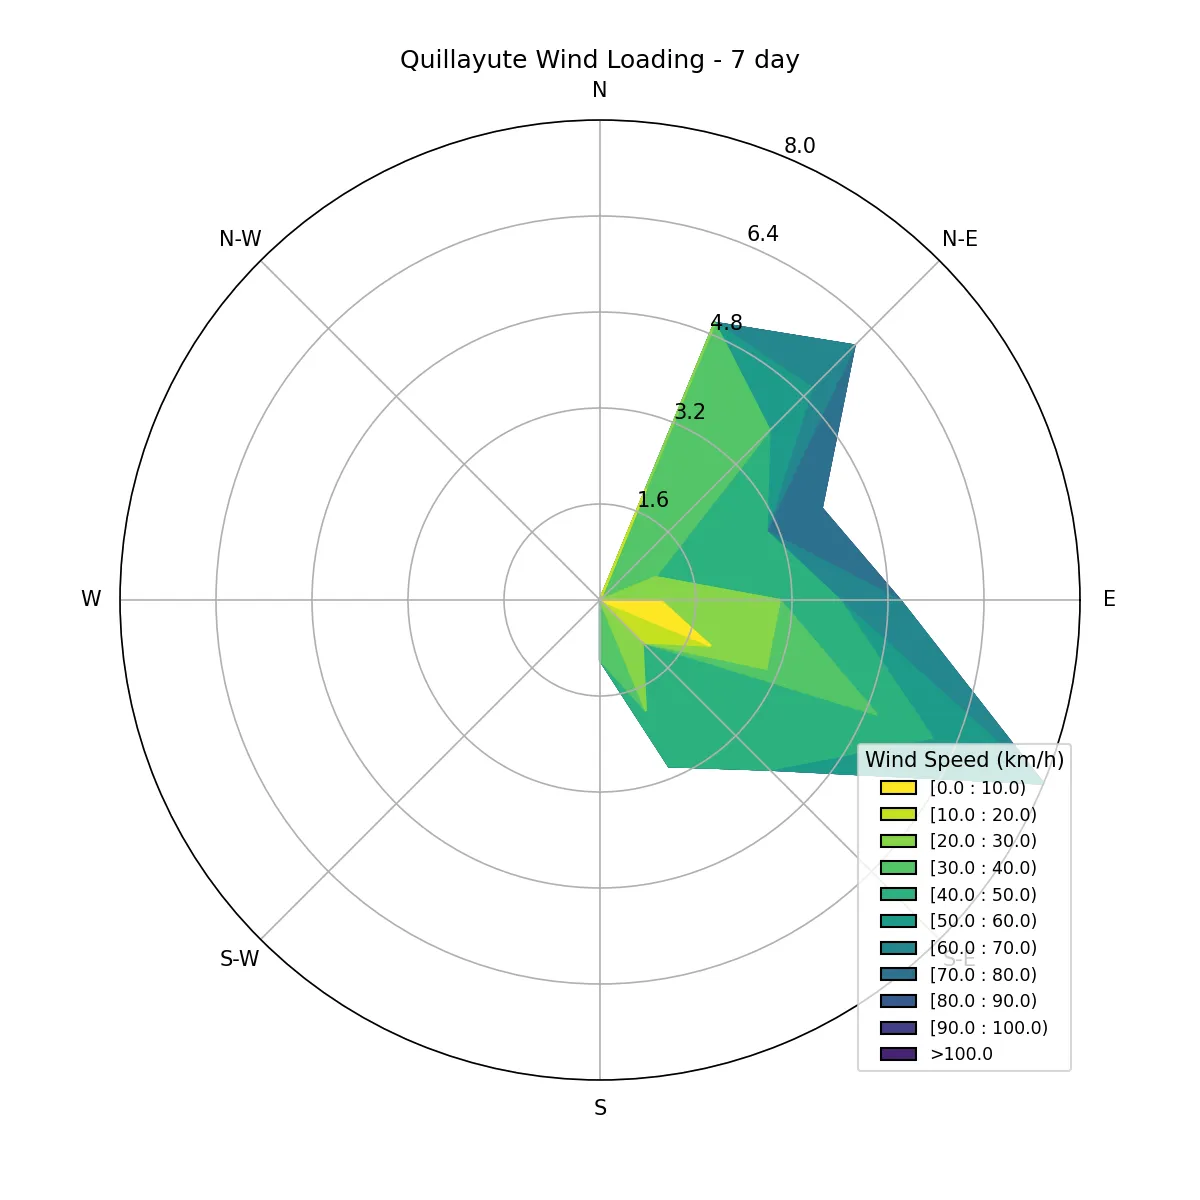 Quillayute Wind Loading - 7 day
N
8.0
N-W
6.4
N-E
4.8
3.2
1.6
W
E
Wind Speed (km/h)
[0.0 : 10.0)
[10.0 : 20.0)
[20.0 : 30.0)
[30.0 : 40.0)
[40.0 : 50.0)
[50.0 : 60.0)
[60.0 : 70.0)
[70.0 : 80.0)
[80.0 : 90.0)
[90.0 : 100.0)
>100.0
S-W
S-E
S